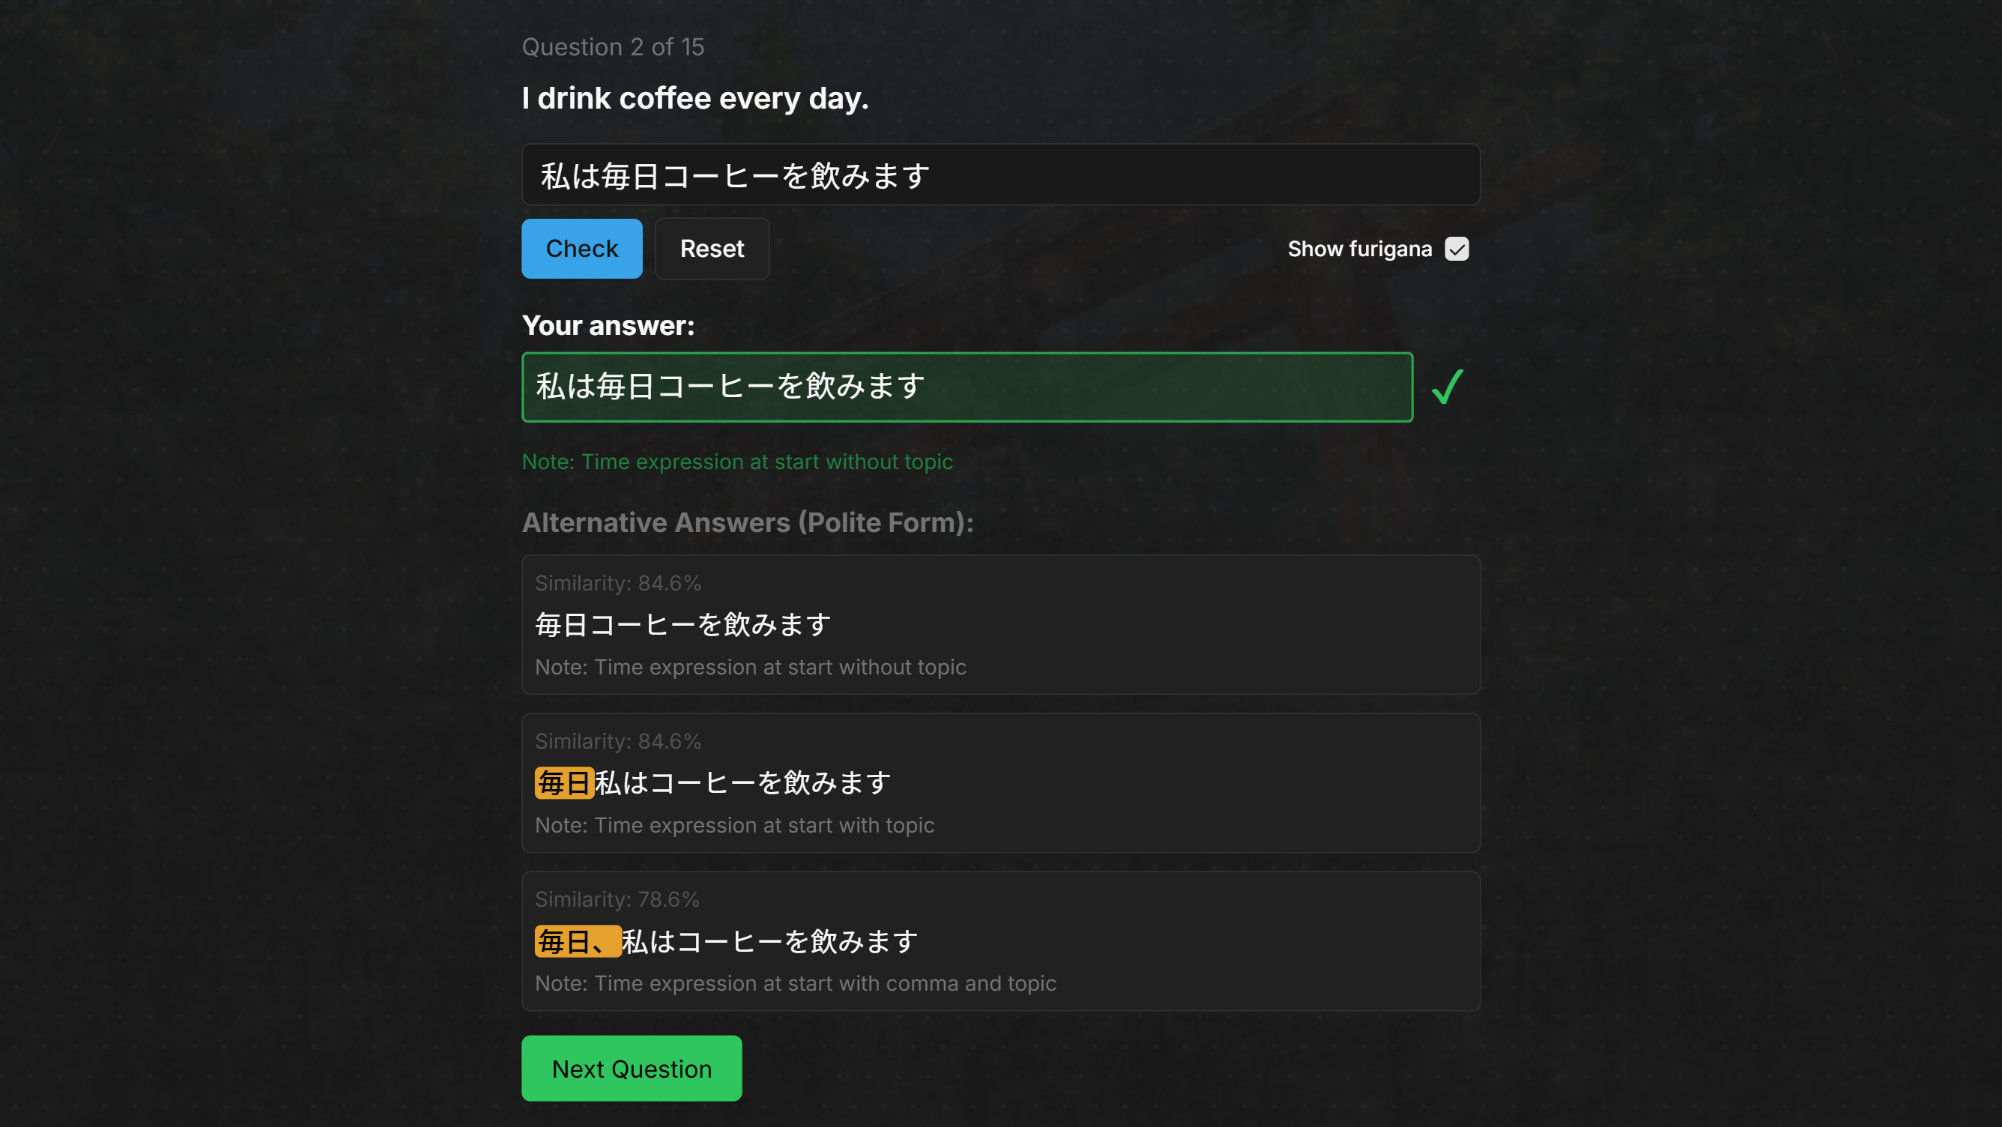 Question 2 of 15
I drink coffee every day.
私は毎日コーヒーを飲みます
Check
Reset
Show furigana
Your answer:
私は毎日コーヒーを飲みます
Note: Time expression at start without topic
Alternative Answers (Polite Form):
Similarity: 84.6%
毎日コーヒーを飲みます
Note: Time expression at start without topic
Similarity: 84.6%
毎日私はコーヒーを飲みます
Note: Time expression at start with topic
Similarity: 78.6%
毎日、私はコーヒーを飲みます
Note: Time expression at start with comma and topic
Next Question